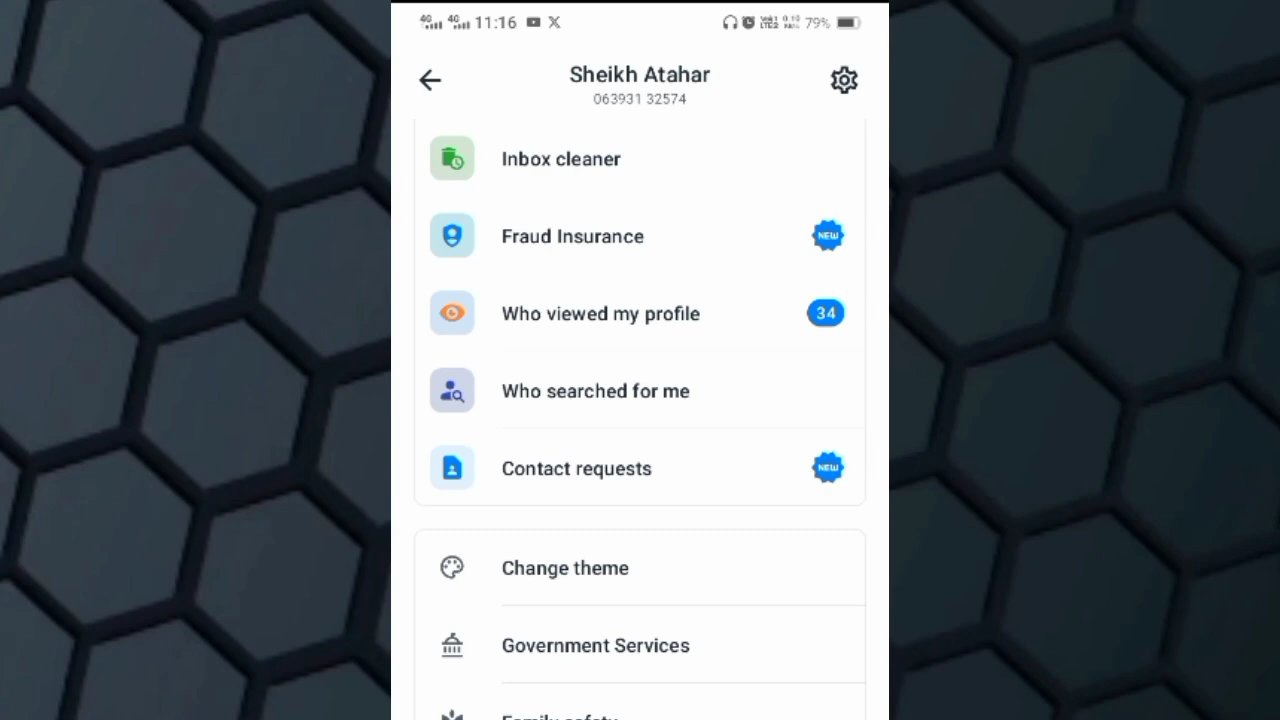 11:16 79%
Sheikh Atahar
063931 32574
Inbox cleaner
Fraud Insurance NEW
Who viewed my profile 34
Who searched for me
Contact requests NEW
Change theme
Government Services
Family safety